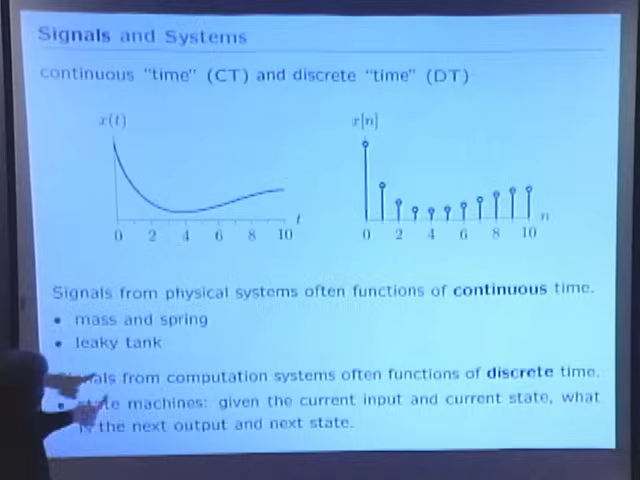 Signals and Systems
continuous "time" (CT) and discrete "time" (DT)
x(t)
x[n]
t
n
0 2 4 6 8 10
0 2 4 6 8 10
Signals from physical systems often functions of continuous time.
• mass and spring
• leaky tank
Signals from computation systems often functions of discrete time.
• state machines: given the current input and current state, what
is the next output and next state.